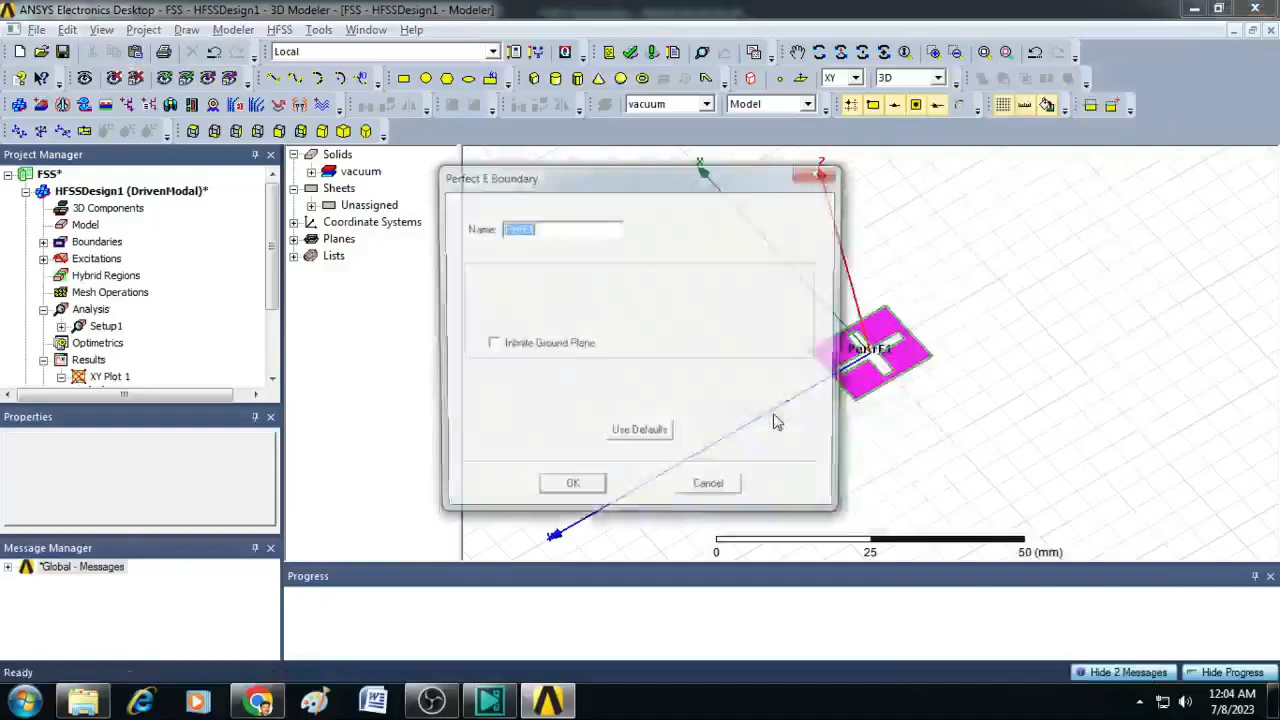 ANSYS Electronics Desktop - FSS - HFSSDesign1 - 3D Modeler - [FSS - HFSSDesign1 - Modeler]
File Edit View Project Draw Modeler HFSS Tools Window Help
Local
XY 3D
vacuum Model
Project Manager
FSS*
HFSSDesign1 (DrivenModal)*
3D Components
Model
Boundaries
Excitations
Hybrid Regions
Mesh Operations
Analysis
Setup1
Optimetrics
Results
XY Plot 1
Solids
vacuum
Sheets
Unassigned
Coordinate Systems
Planes
Lists
Perfect E Boundary
Name: PerfE1
Infinite Ground Plane
Use Defaults
OK Cancel
X
Z
PerfE1
0 25 50 (mm)
Properties
Message Manager
*Global - Messages
Progress
Ready
Hide 2 Messages Hide Progress
12:04 AM
7/8/2023